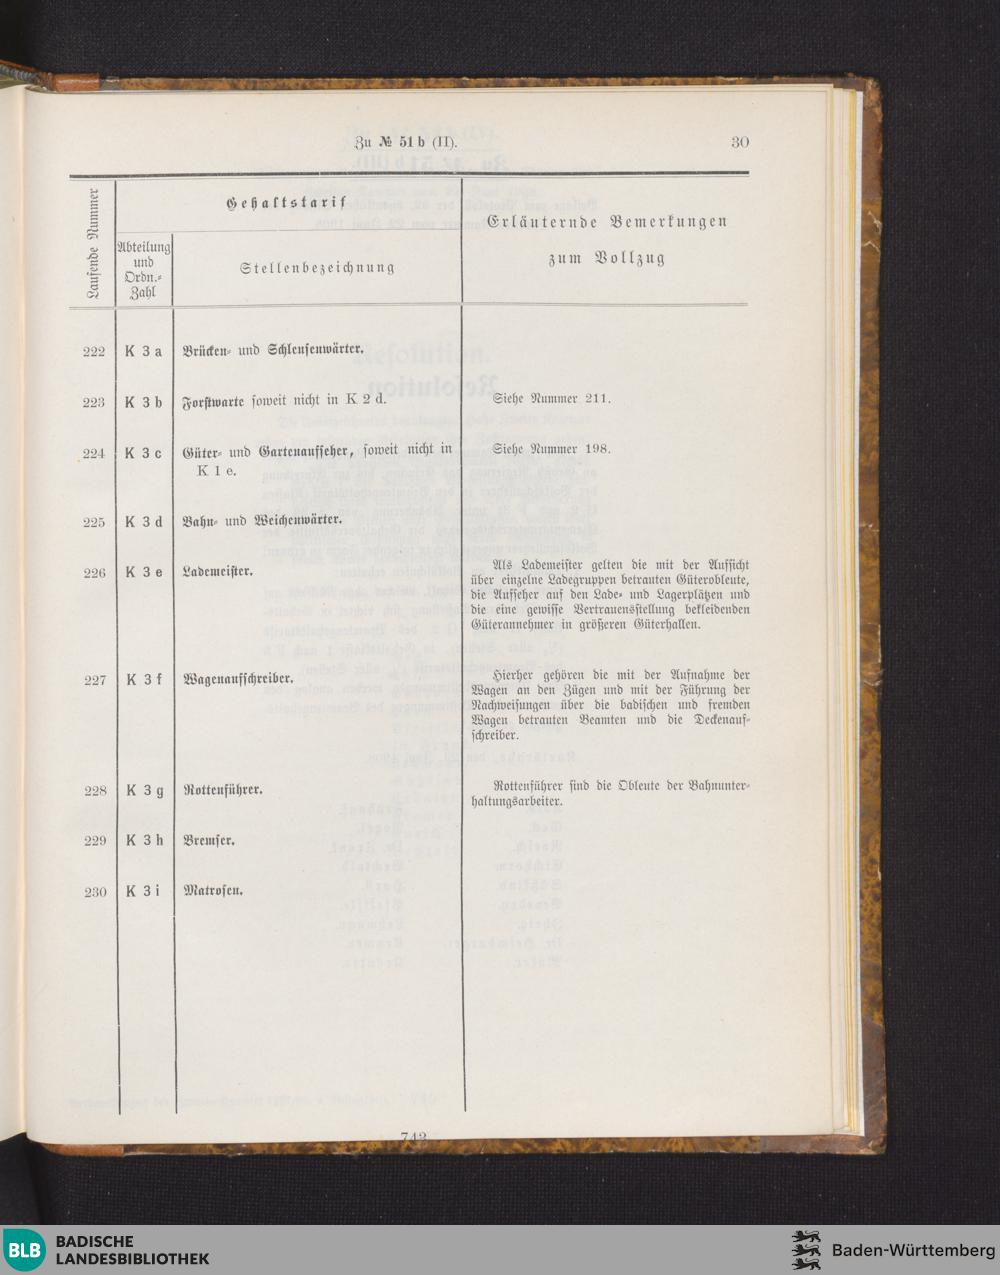 Zu № 51 b (II). 30
Laufende Nummer
Gehaltstarif
Abteilung
und
Ordn.-
Zahl
Stellenbezeichnung
Erläuternde Bemerkungen
zum Vollzug
222 K 3 a Brücken- und Schleusenwärter.
223 K 3 b Forstwarte soweit nicht in K 2 d. Siehe Nummer 211.
224 K 3 c Güter- und Gartenaufseher, soweit nicht in Siehe Nummer 198.
K 1 e.
225 K 3 d Bahn- und Weichenwärter.
226 K 3 e Lademeister. Als Lademeister gelten die mit der Aufsicht
über einzelne Ladegruppen betrauten Güterobleute,
die Aufseher auf den Lade- und Lagerplätzen und
die eine gewisse Vertrauensstellung bekleidenden
Güterannehmer in größeren Güterhallen.
227 K 3 f Wagenaufschreiber. Hierher gehören die mit der Aufnahme der
Wagen an den Zügen und mit der Führung der
Nachweisungen über die badischen und fremden
Wagen betrauten Beamten und die Deckenauf-
schreiber.
228 K 3 g Rottenführer. Rottenführer sind die Obleute der Bahnunter-
haltungsarbeiter.
229 K 3 h Bremser.
230 K 3 i Matrosen.
BLB BADISCHE
LANDESBIBLIOTHEK
Baden-Württemberg